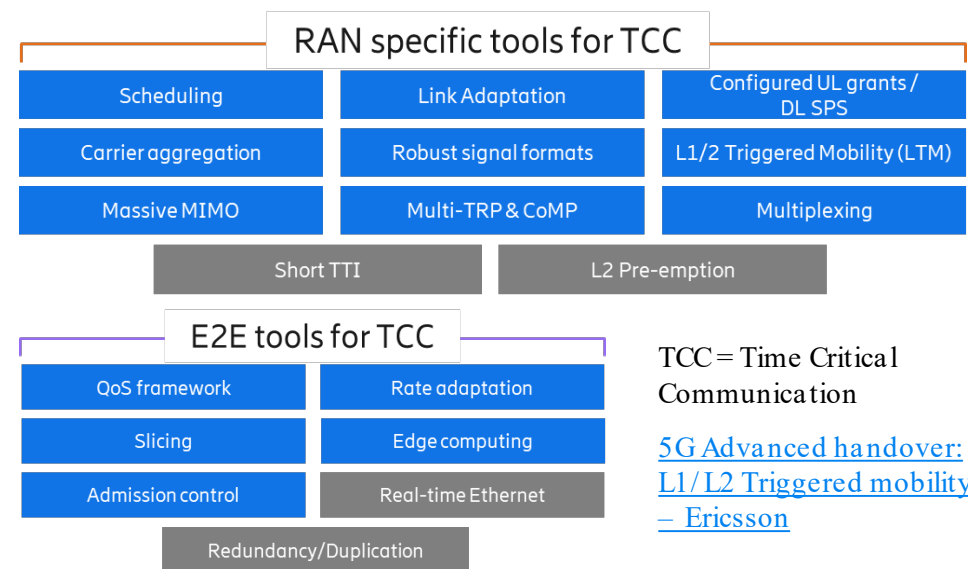 RAN specific tools for TCC
Scheduling
Link Adaptation
Configured UL grants /
DL SPS
Carrier aggregation
Robust signal formats
L1/2 Triggered Mobility (LTM)
Massive MIMO
Multi-TRP & CoMP
Multiplexing
Short TTI
L2 Pre-emption
E2E tools for TCC
QoS framework
Rate adaptation
Slicing
Edge computing
Admission control
Real-time Ethernet
Redundancy/Duplication
TCC = Time Critical
Communication
5G Advanced handover:
L1/L2 Triggered mobility
– Ericsson